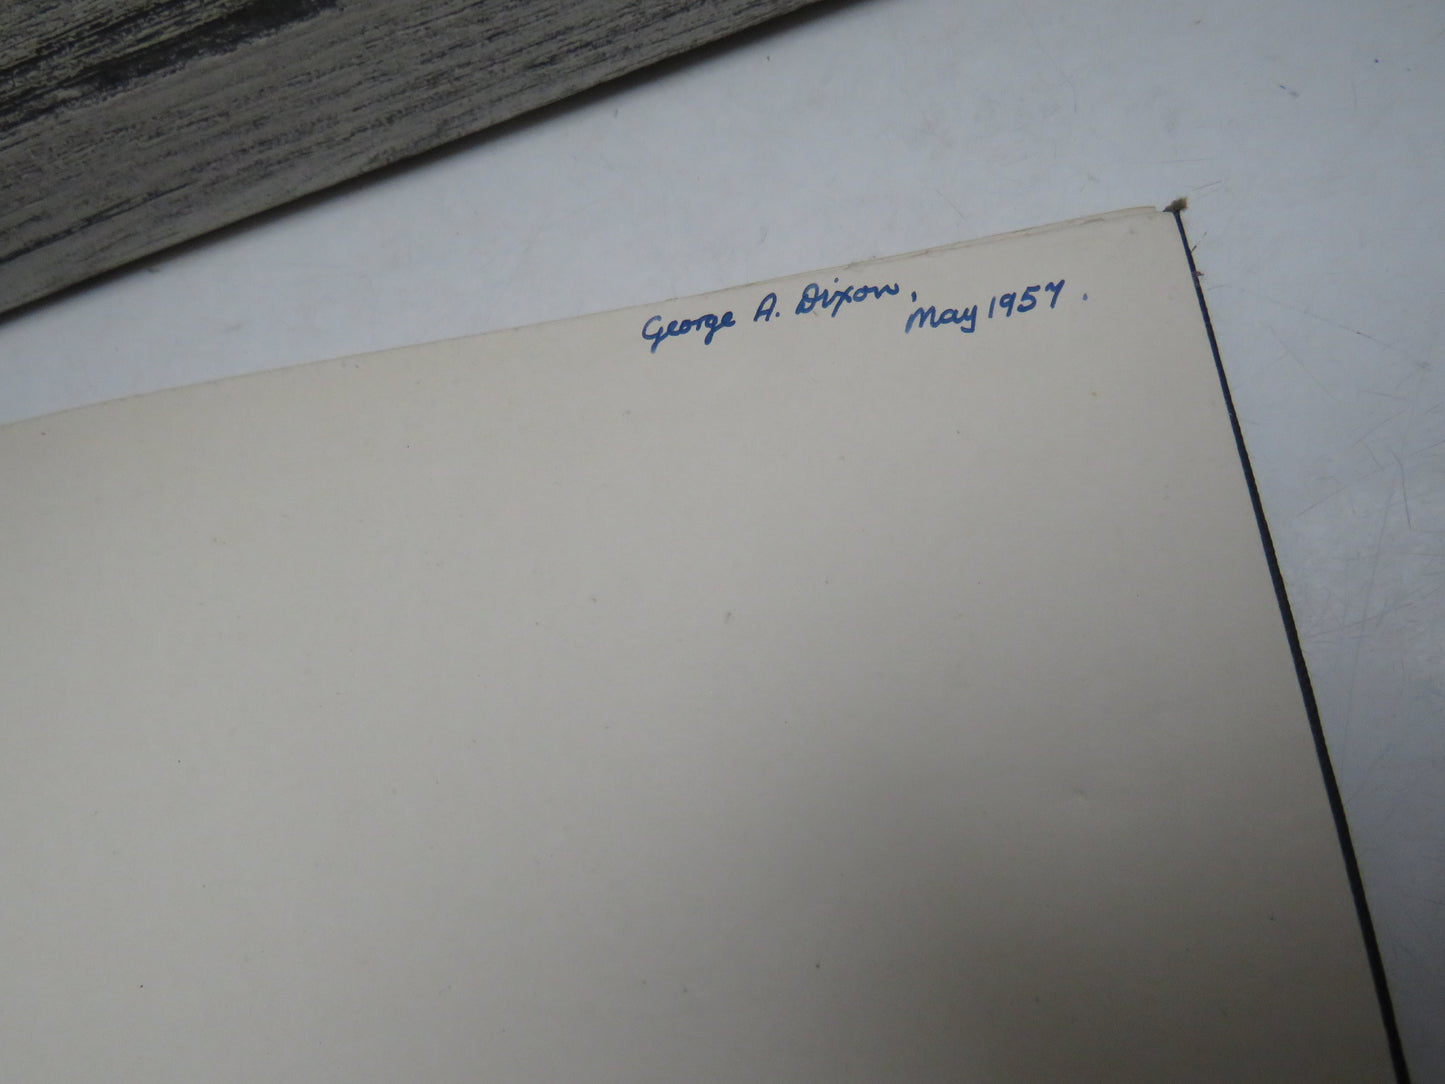 George A. Dixon,
May 1957.